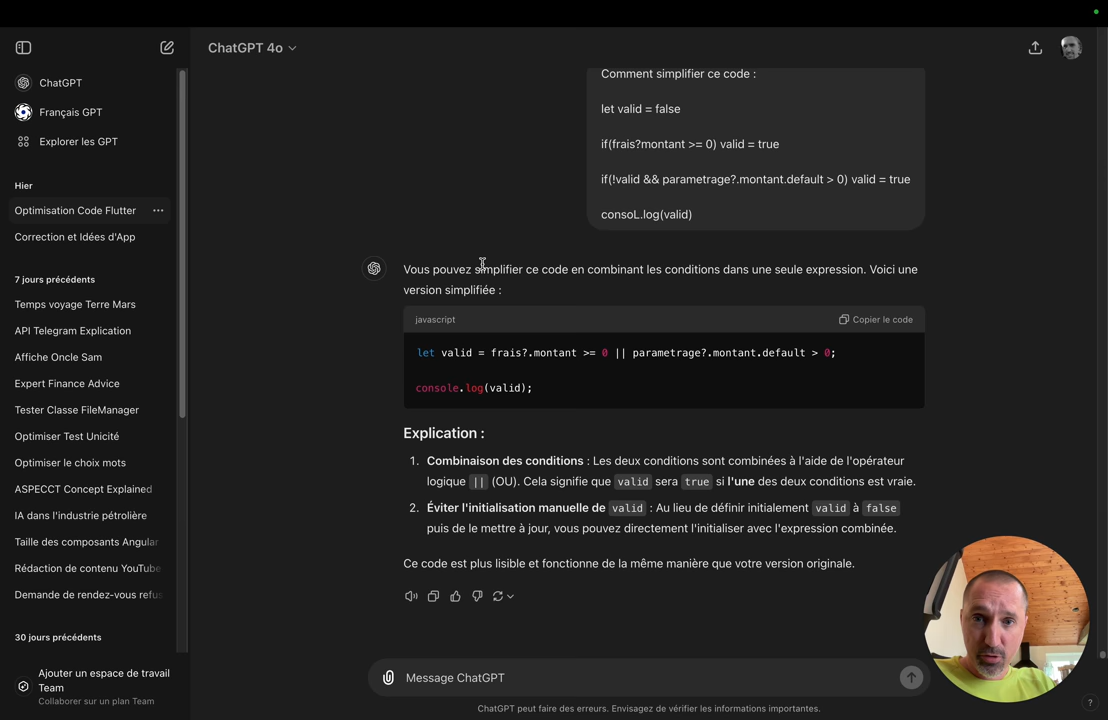 ChatGPT 4o
ChatGPT
Français GPT
Explorer les GPT
Hier
Optimisation Code Flutter
Correction et Idées d'App
7 jours précédents
Temps voyage Terre Mars
API Telegram Explication
Affiche Oncle Sam
Expert Finance Advice
Tester Classe FileManager
Optimiser Test Unicité
Optimiser le choix mots
ASPECCT Concept Explained
IA dans l'industrie pétrolière
Taille des composants Angular
Rédaction de contenu YouTube
Demande de rendez-vous refus
30 jours précédents
Ajouter un espace de travail
Team
Collaborer sur un plan Team
Comment simplifier ce code :
let valid = false
if(frais?montant >= 0) valid = true
if(!valid && parametrage?.montant.default > 0) valid = true
consoL.log(valid)
Vous pouvez simplifier ce code en combinant les conditions dans une seule expression. Voici une
version simplifiée :
javascript
Copier le code
let valid = frais?.montant >= 0 || parametrage?.montant.default > 0;
console.log(valid);
Explication :
1. Combinaison des conditions : Les deux conditions sont combinées à l'aide de l'opérateur
logique || (OU). Cela signifie que valid sera true si l'une des deux conditions est vraie.
2. Éviter l'initialisation manuelle de valid : Au lieu de définir initialement valid à false
puis de le mettre à jour, vous pouvez directement l'initialiser avec l'expression combinée.
Ce code est plus lisible et fonctionne de la même manière que votre version originale.
Message ChatGPT
ChatGPT peut faire des erreurs. Envisagez de vérifier les informations importantes.
?